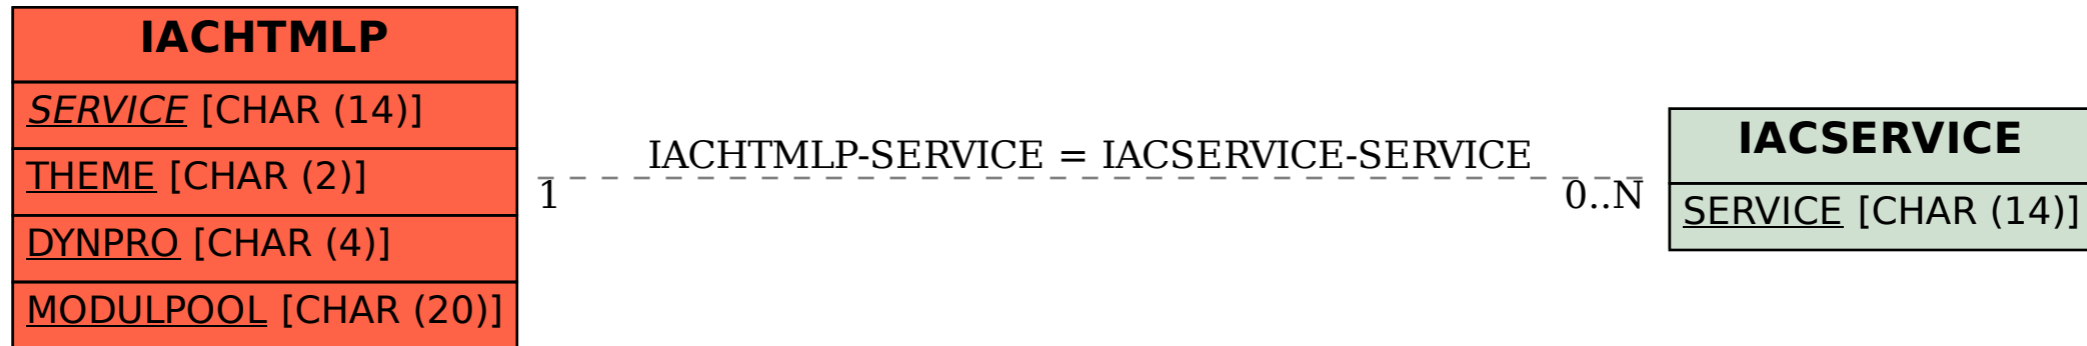 IACHTMLP
SERVICE [CHAR (14)]
THEME [CHAR (2)]
DYNPRO [CHAR (4)]
MODULPOOL [CHAR (20)]
IACHTMLP-SERVICE = IACSERVICE-SERVICE
1
0..N
IACSERVICE
SERVICE [CHAR (14)]